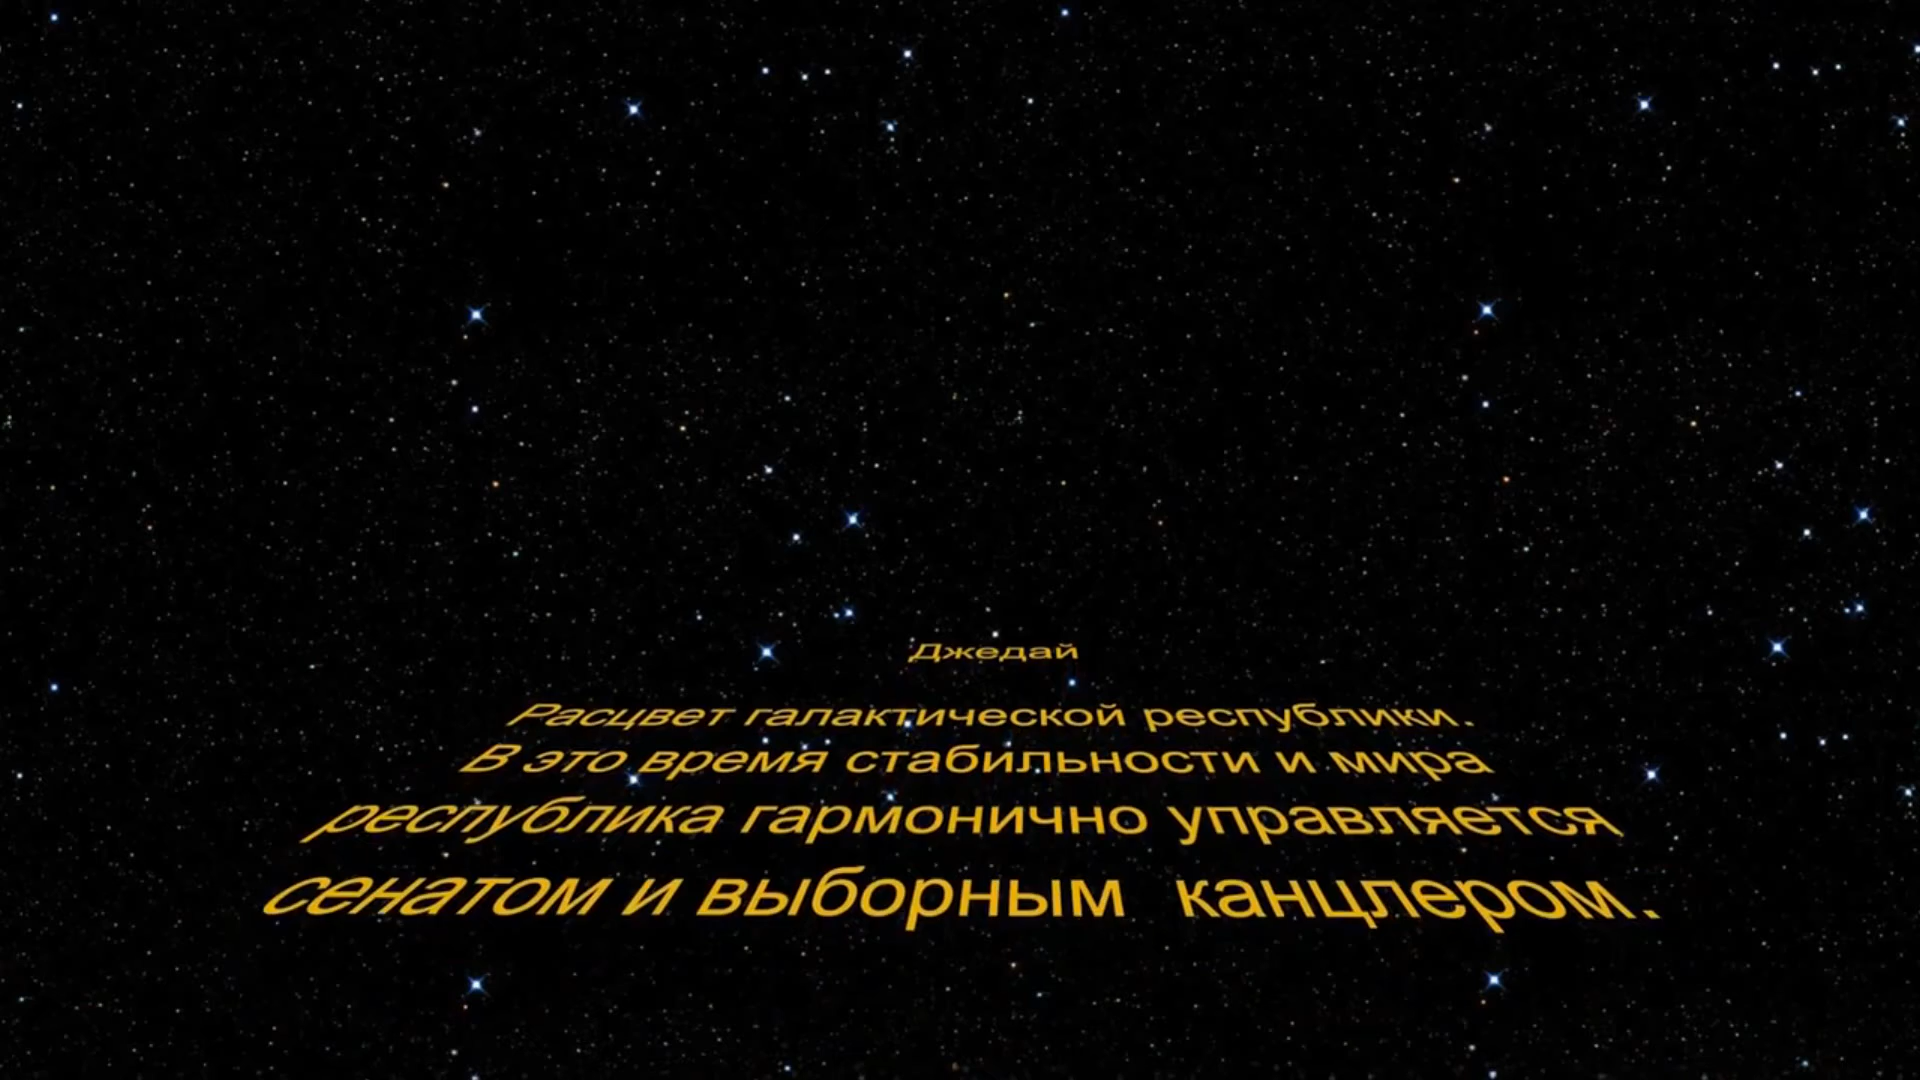 Джедай
Расцвет галактической республики.
В это время стабильности и мира
республика гармонично управляется
сенатом и выборным канцлером.